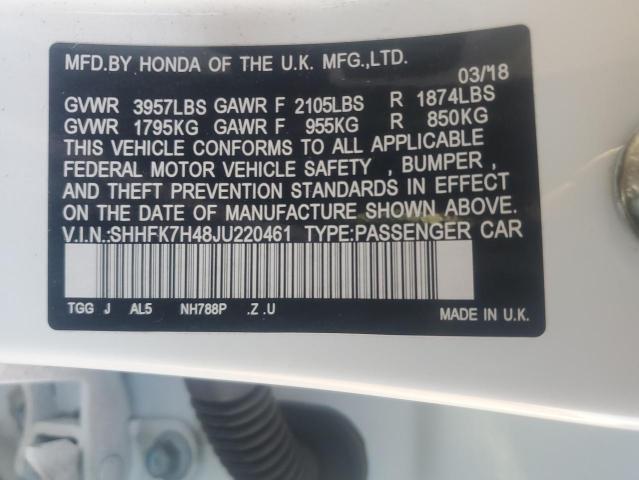 MFD.BY HONDA OF THE U.K. MFG.,LTD.
03/18
GVWR 3957LBS GAWR F 2105LBS R 1874LBS
GVWR 1795KG GAWR F 955KG R 850KG
THIS VEHICLE CONFORMS TO ALL APPLICABLE
FEDERAL MOTOR VEHICLE SAFETY , BUMPER ,
AND THEFT PREVENTION STANDARDS IN EFFECT
ON THE DATE OF MANUFACTURE SHOWN ABOVE.
V.I.N.:SHHFK7H48JU220461 TYPE:PASSENGER CAR
TGG J AL5 NH788P .Z .U
MADE IN U.K.